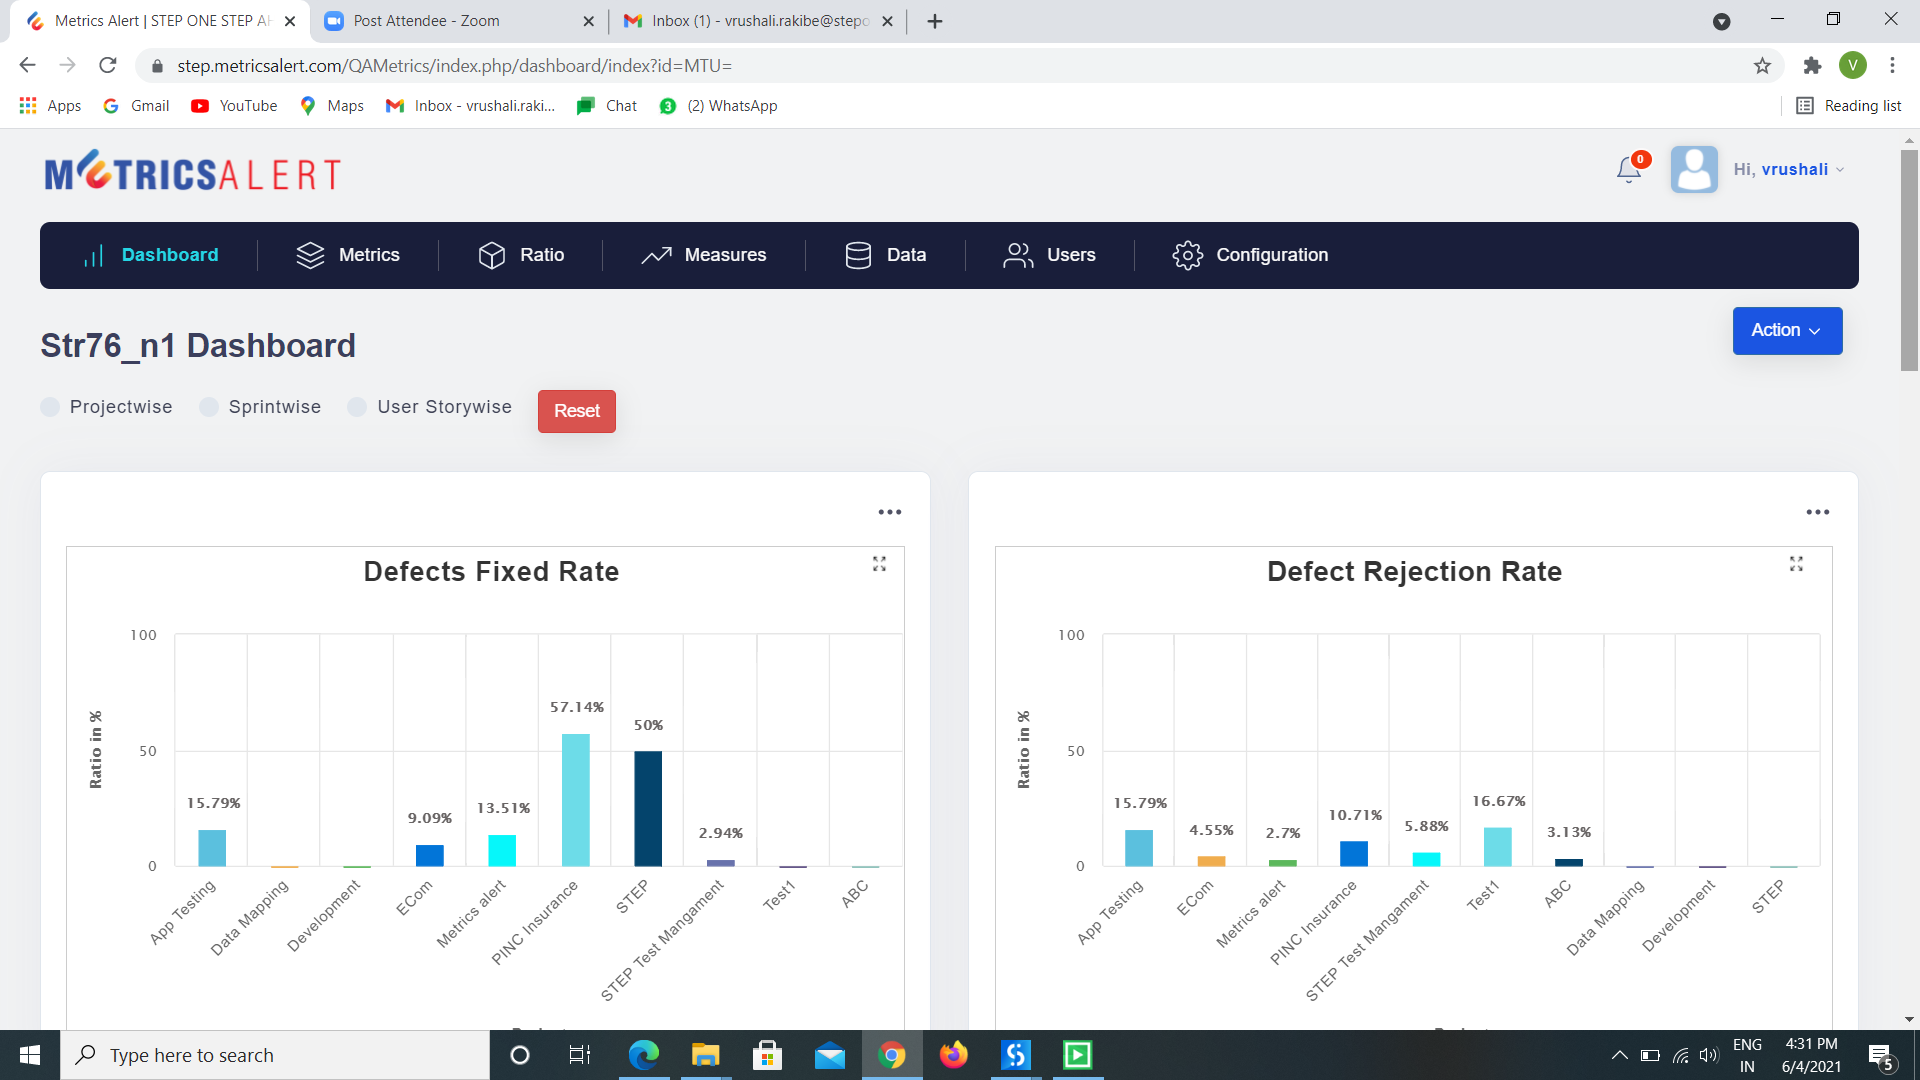 Metrics Alert | STEP ONE STEP AH
Post Attendee - Zoom
Inbox (1) - vrushali.rakibe@stepo
step.metricsalert.com/QAMetrics/index.php/dashboard/index?id=MTU=
V
Apps
Gmail
YouTube
Maps
Inbox - vrushali.raki...
Chat
3
(2) WhatsApp
Reading list
METRICSALERT
0
Hi, vrushali
Dashboard
Metrics
Ratio
Measures
Data
Users
Configuration
Str76_n1 Dashboard
Action
Projectwise
Sprintwise
User Storywise
Reset
Defects Fixed Rate
Ratio in %
100
50
0
15.79%
9.09%
13.51%
57.14%
50%
2.94%
App Testing
Data Mapping
Development
ECom
Metrics alert
PINC Insurance
STEP
STEP Test Mangament
Test1
ABC
Defect Rejection Rate
Ratio in %
100
50
0
15.79%
4.55%
2.7%
10.71%
5.88%
16.67%
3.13%
App Testing
ECom
Metrics alert
PINC Insurance
STEP Test Mangament
Test1
ABC
Data Mapping
Development
STEP
Type here to search
ENG
IN
4:31 PM
6/4/2021
5